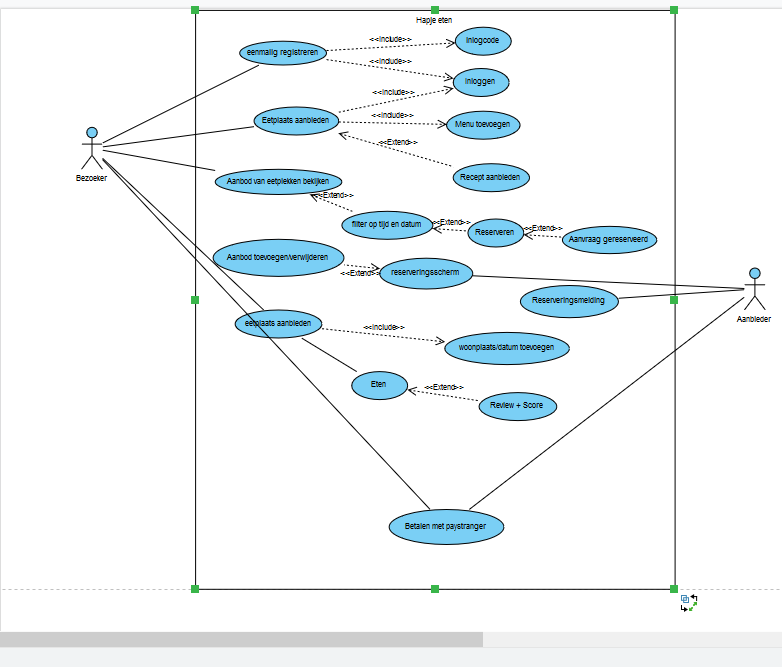 Hapje eten
<<Include>>
Inlogcode
eenmalig registreren
<<Include>>
Inloggen
<<Include>>
Eetplaats aanbieden
<<Include>>
Menu toevoegen
<<Extend>>
Bezoeker
Recept aanbieden
Aanbod van eetplekken bekijken
<<Extend>>
filter op tijd en datum
<<Extend>>
Reserveren
<<Extend>>
Aanvraag gereserveerd
Aanbod toevoegen/verwijderen
<<Extend>>
reserveringsscherm
Reserveringsmelding
Aanbieder
eetplaats aanbieden
<<Include>>
woonplaats/datum toevoegen
Eten
<<Extend>>
Review + Score
Betalen met paystranger